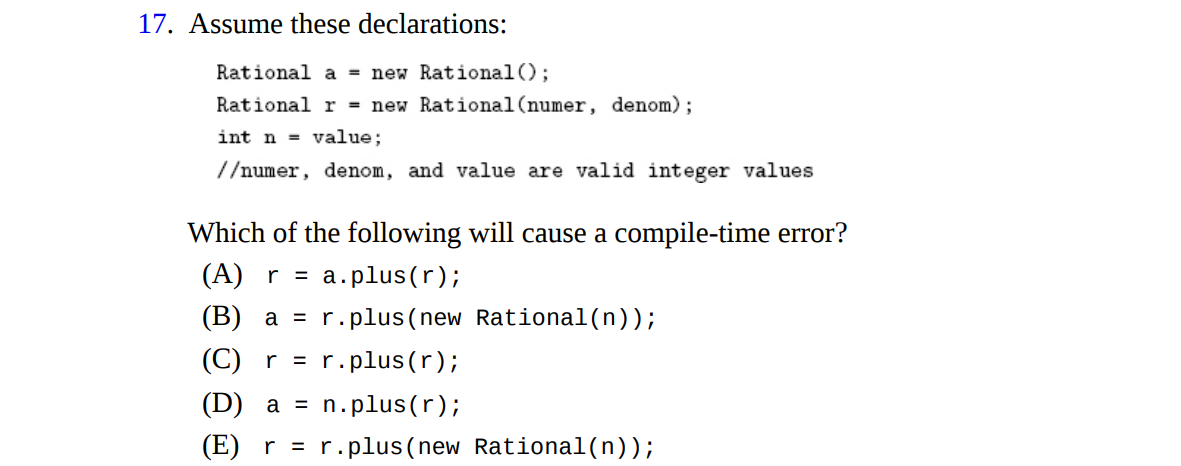 17. Assume these declarations:
Rational a = new Rational();
Rational r = new Rational(numer, denom);
int n = value;
//numer, denom, and value are valid integer values
Which of the following will cause a compile-time error?
(A) r = a.plus(r);
(B) a = r.plus(new Rational(n));
(C) r = r.plus(r);
(D) a = n.plus(r);
(E) r = r.plus(new Rational(n));